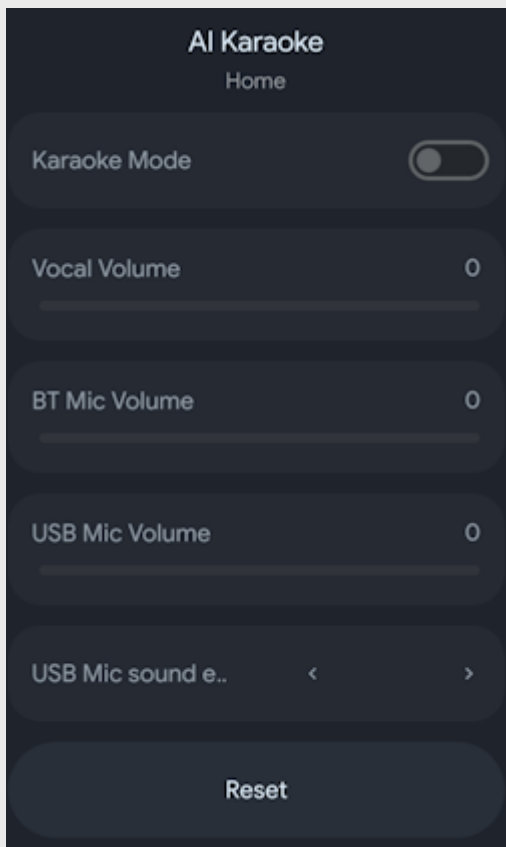 AI Karaoke
Home
Karaoke Mode
Vocal Volume 0
BT Mic Volume 0
USB Mic Volume 0
USB Mic sound e.. < >
Reset